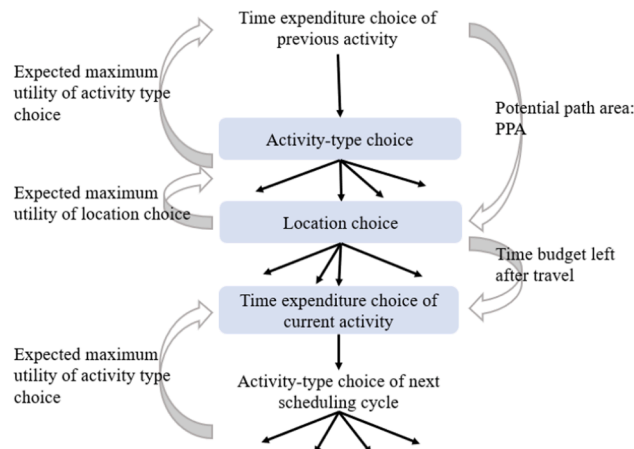 Time expenditure choice of
previous activity
Expected maximum
utility of activity type
choice
Potential path area:
PPA
Activity-type choice
Expected maximum
utility of location choice
Location choice
Time budget left
after travel
Time expenditure choice of
current activity
Expected maximum
utility of activity type
choice
Activity-type choice of next
scheduling cycle